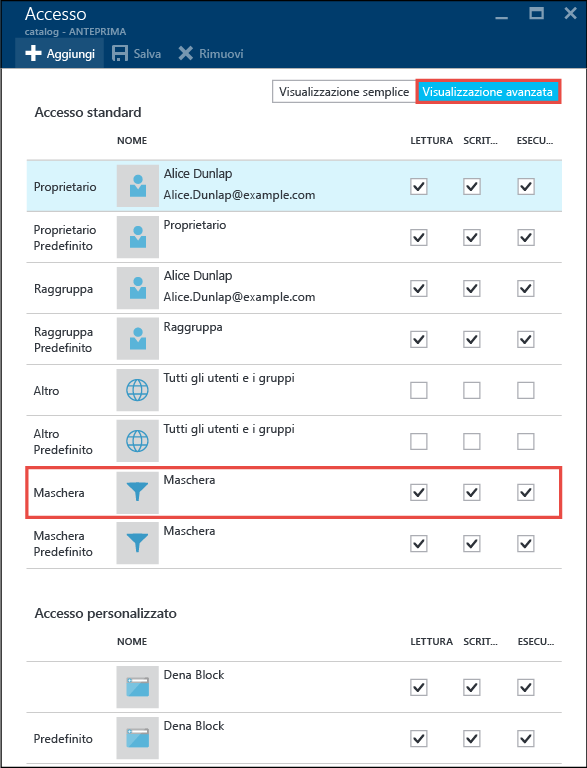 Accesso
catalog - ANTEPRIMA
Aggiungi Salva Rimuovi
Visualizzazione semplice Visualizzazione avanzata
Accesso standard
NOME LETTURA SCRIT... ESECU...
Proprietario Alice Dunlap
Alice.Dunlap@example.com
Proprietario Predefinito Proprietario
Raggruppa Alice Dunlap
Alice.Dunlap@example.com
Raggruppa Predefinito Raggruppa
Altro Tutti gli utenti e i gruppi
Altro Predefinito Tutti gli utenti e i gruppi
Maschera Maschera
Maschera Predefinito Maschera
Accesso personalizzato
NOME LETTURA SCRIT... ESECU...
Dena Block
Predefinito Dena Block